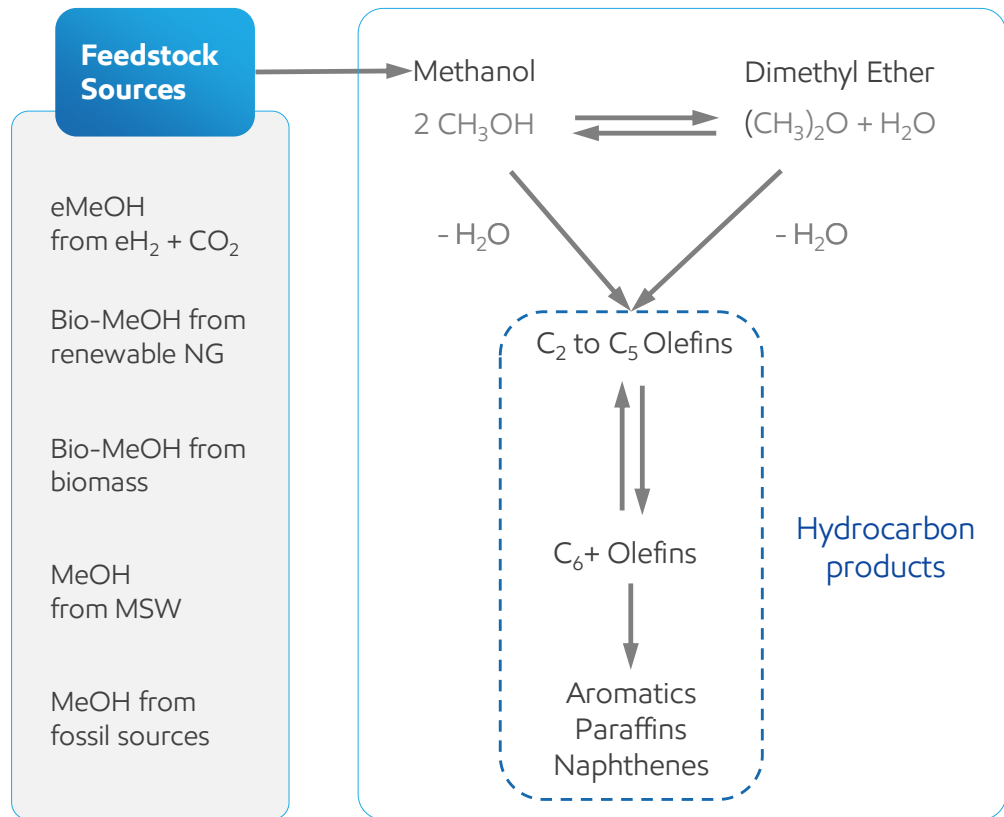 Feedstock
Sources
eMeOH
from eH₂ + CO₂
Bio-MeOH from
renewable NG
Bio-MeOH from
biomass
MeOH
from MSW
MeOH from
fossil sources
Methanol
2 CH₃OH
Dimethyl Ether
(CH₃)₂O + H₂O
- H₂O
- H₂O
C₂ to C₅ Olefins
C₆+ Olefins
Aromatics
Paraffins
Naphthenes
Hydrocarbon
products